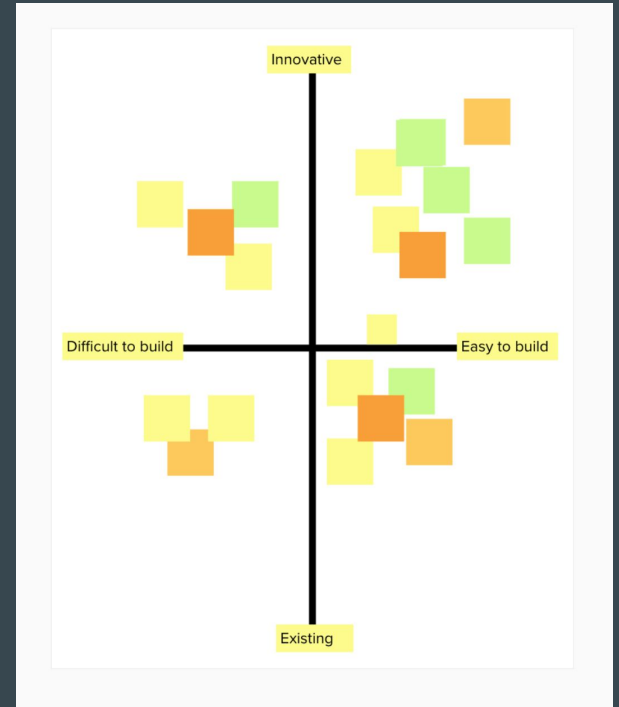 Innovative
Difficult to build
Easy to build
Existing